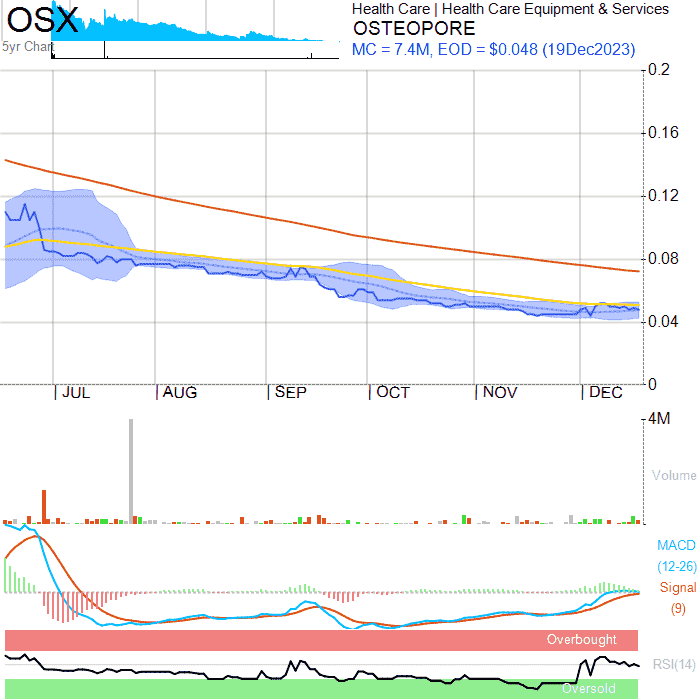 OSX
5yr Chart
Health Care | Health Care Equipment & Services
OSTEOPORE
MC = 7.4M, EOD = $0.048 (19Dec2023)
0.2
0.16
0.12
0.08
0.04
0
JUL AUG SEP OCT NOV DEC
4M
Volume
MACD
(12-26)
Signal
(9)
Overbought
RSI(14)
Oversold